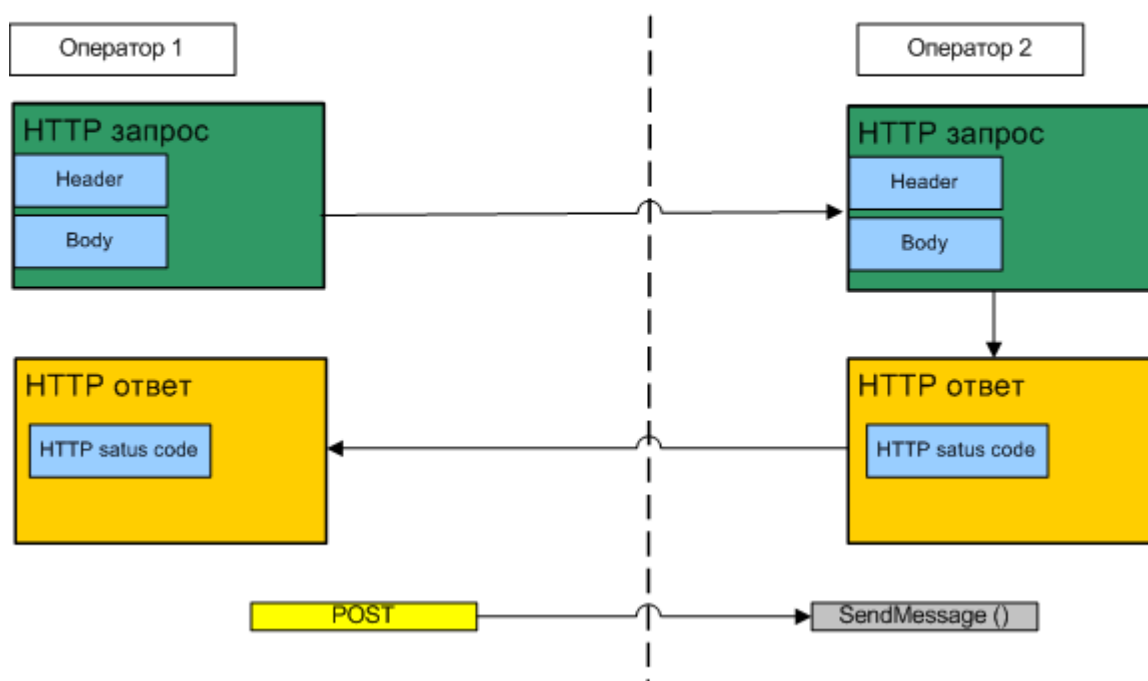 Оператор 1
Оператор 2
HTTP запрос
Header
Body
HTTP запрос
Header
Body
HTTP ответ
HTTP satus code
HTTP ответ
HTTP satus code
POST
SendMessage ()